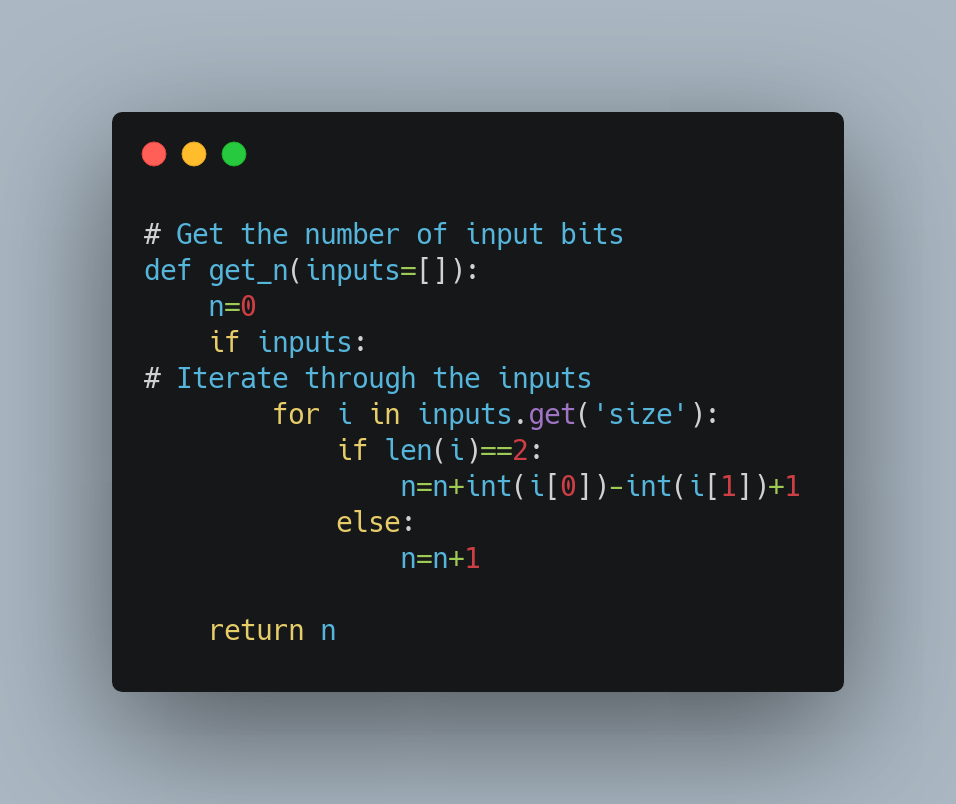 # Get the number of input bits
def get_n(inputs=[]):
    n=0
    if inputs:
# Iterate through the inputs
        for i in inputs.get('size'):
            if len(i)==2:
                n=n+int(i[0])-int(i[1])+1
            else:
                n=n+1
    return n